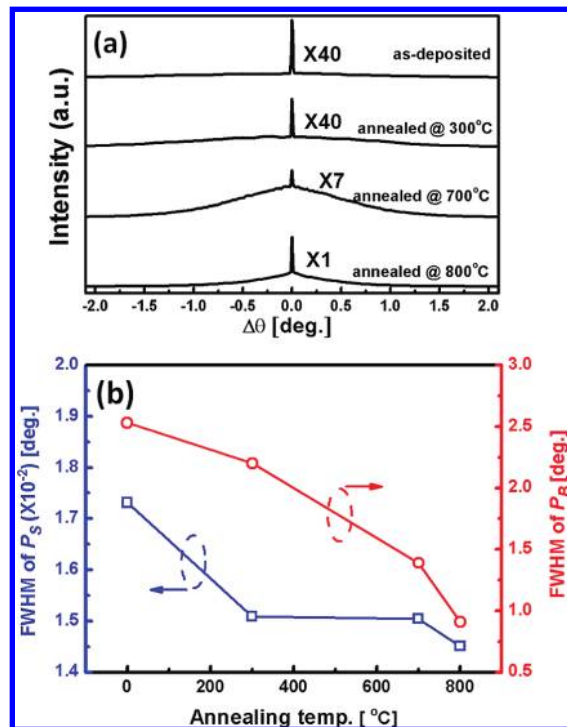 (a)
Intensity (a.u.)
X40
as-deposited
X40
annealed @ 300°C
X7
annealed @ 700°C
X1
annealed @ 800°C
-2.0 -1.5 -1.0 -0.5 0.0 0.5 1.0 1.5 2.0
Δθ [deg.]
(b)
FWHM of P_S (X10^-2) [deg.]
2.0
1.9
1.8
1.7
1.6
1.5
1.4
3.0
2.5
2.0
1.5
1.0
0.5
FWHM of P_B [deg.]
0 200 400 600 800
Annealing temp. [ °C]